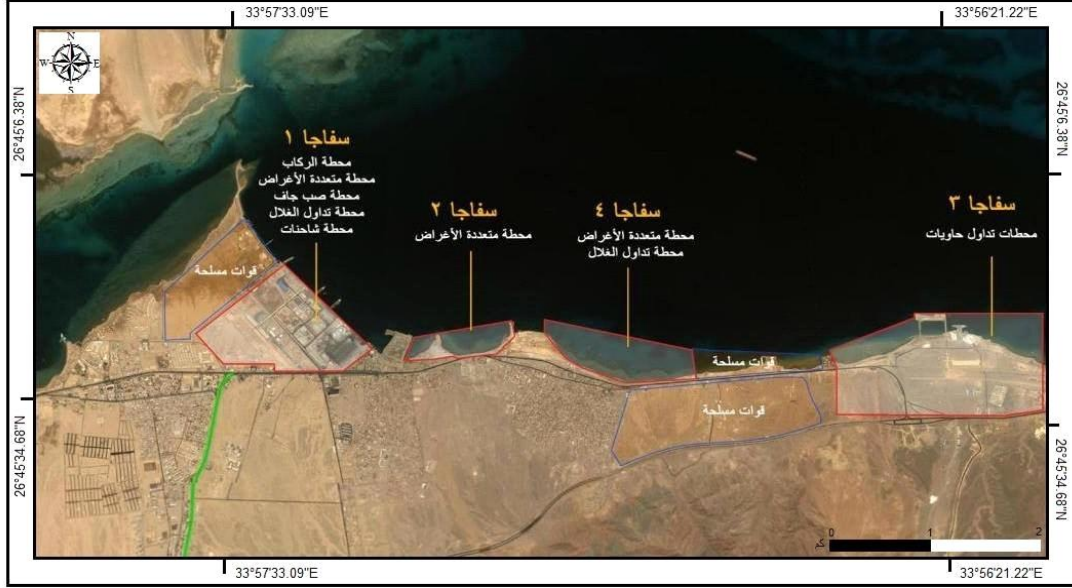 33°57'33.09"E
33°56'21.22"E
26°45'6.38"N
26°45'6.38"N
N
W
E
S
سفاجا ١
محطة الركاب
محطة متعددة الأغراض
محطة صب جاف
محطة تداول الغلال
محطة شاحنات
سفاجا ٢
محطة متعددة الأغراض
سفاجا ٤
محطة متعددة الأغراض
محطة تداول الغلال
سفاجا ٣
محطات تداول حاويات
قوات مسلحة
قوات مسلحة
قوات مسلحة
26°45'34.68"N
26°45'34.68"N
0 1 2
كم
33°57'33.09"E
33°56'21.22"E